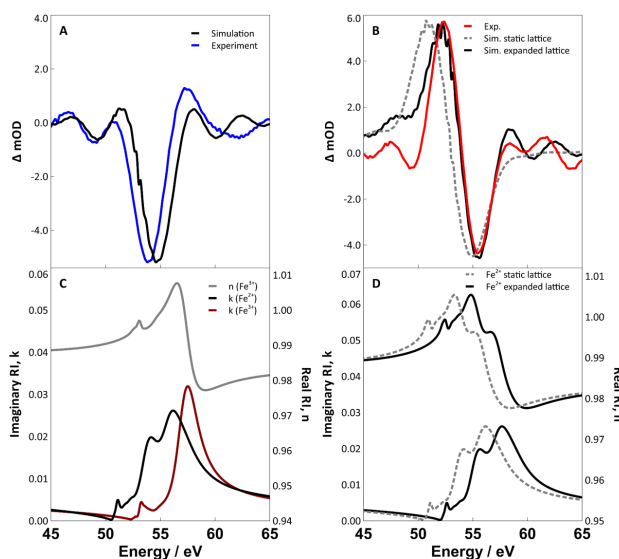 A
Simulation
Experiment
Δ mOD
4.0
2.0
0.0
-2.0
-4.0
B
Exp.
Sim. static lattice
Sim. expanded lattice
Δ mOD
6.0
4.0
2.0
0.0
-2.0
-4.0
C
n (Fe³⁺)
k (Fe²⁺)
k (Fe³⁺)
Imaginary RI, k
0.06
0.05
0.04
0.03
0.02
0.01
0.00
Real RI, n
1.01
1.00
0.99
0.98
0.97
0.96
0.95
0.94
45 50 55 60 65
Energy / eV
D
Fe²⁺ static lattice
Fe²⁺ expanded lattice
Imaginary RI, k
0.07
0.06
0.05
0.04
0.03
0.02
0.01
0.00
Real RI, n
1.01
1.00
0.99
0.98
0.97
0.96
0.95
45 50 55 60 65
Energy / eV